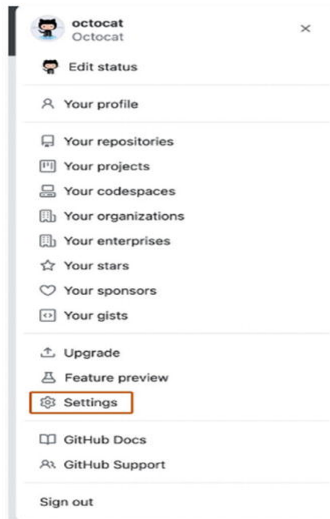 octocat
Octocat
Edit status
Your profile
Your repositories
Your projects
Your codespaces
Your organizations
Your enterprises
Your stars
Your sponsors
Your gists
Upgrade
Feature preview
Settings
GitHub Docs
GitHub Support
Sign out